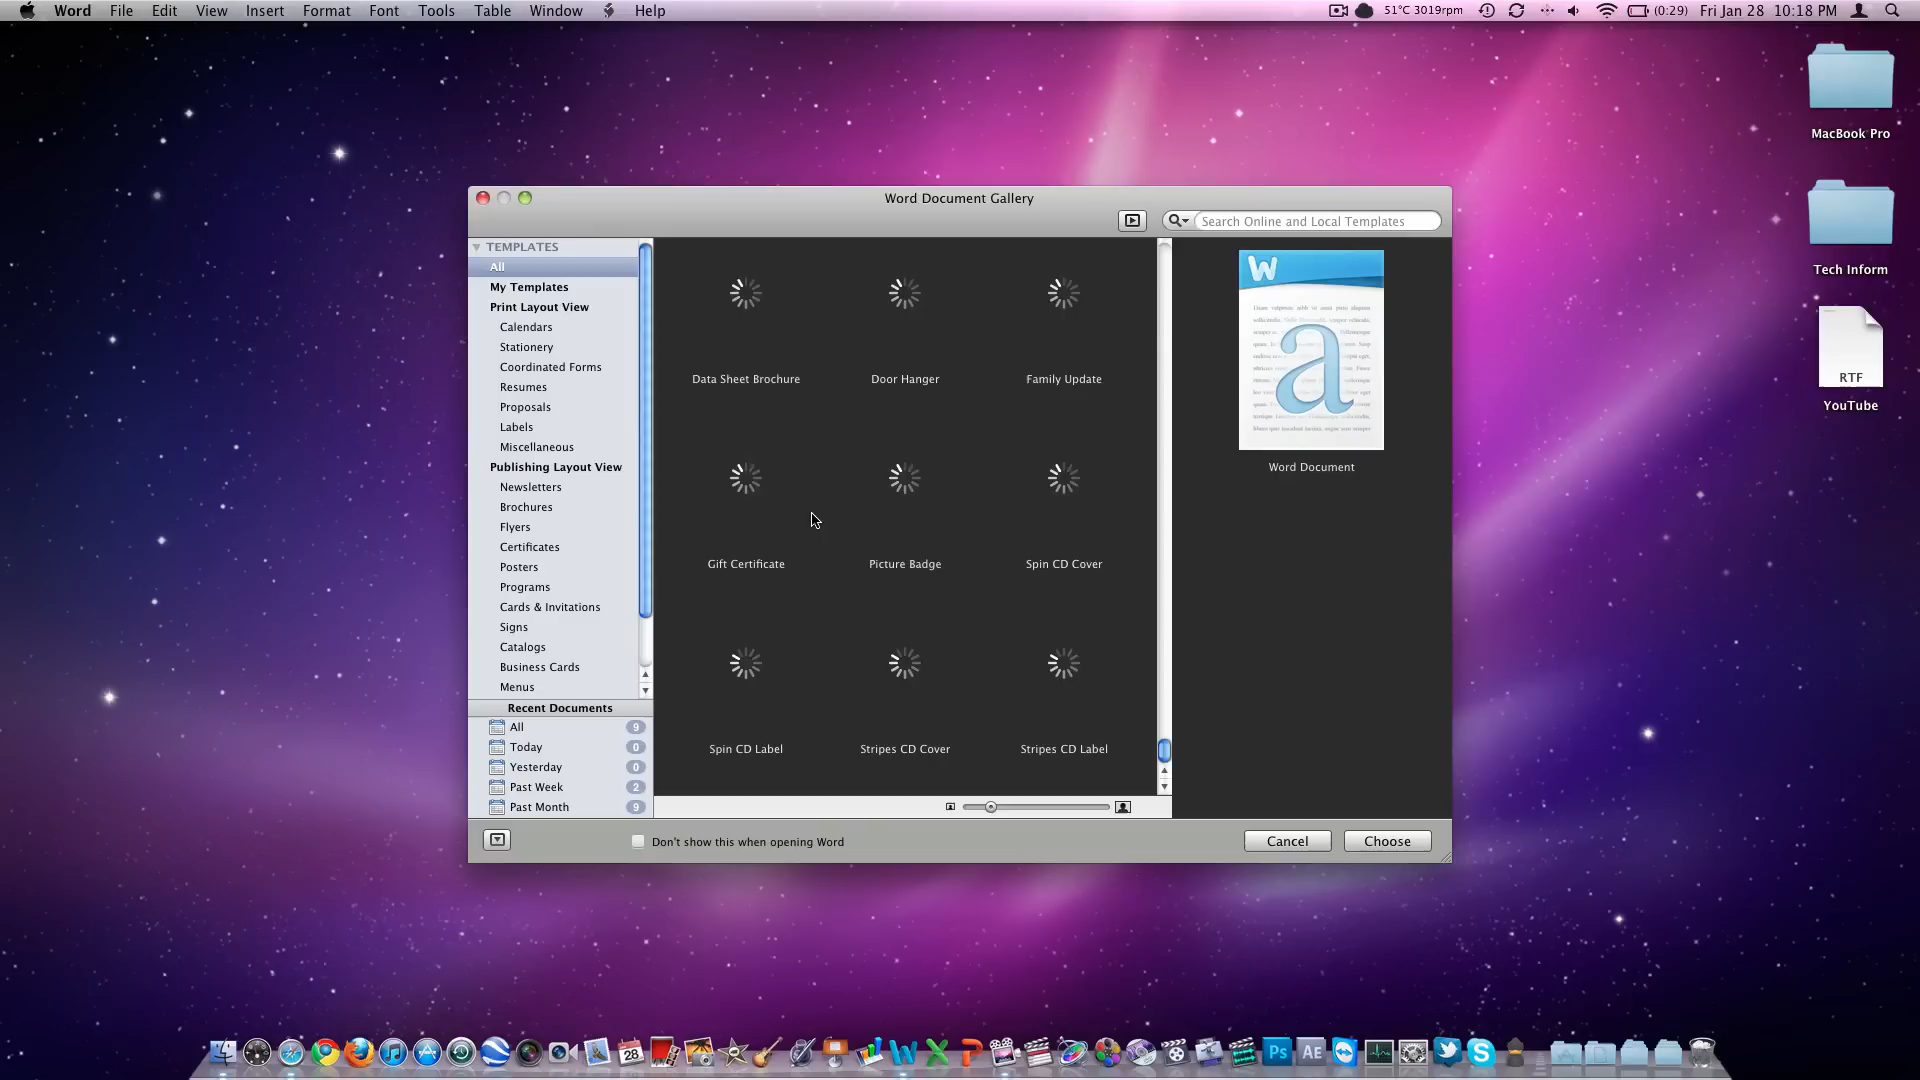 Word File Edit View Insert Format Font Tools Table Window Help 51°C 3019rpm (0:29) Fri Jan 28 10:18 PM
MacBook Pro
Tech Inform
RTF
YouTube
Word Document Gallery
Search Online and Local Templates
TEMPLATES
All
My Templates
Print Layout View
Calendars
Stationery
Coordinated Forms
Resumes
Proposals
Labels
Miscellaneous
Publishing Layout View
Newsletters
Brochures
Flyers
Certificates
Posters
Programs
Cards & Invitations
Signs
Catalogs
Business Cards
Menus
Recent Documents
All 9
Today 0
Yesterday 0
Past Week 2
Past Month 9
Data Sheet Brochure Door Hanger Family Update
Gift Certificate Picture Badge Spin CD Cover
Spin CD Label Stripes CD Cover Stripes CD Label
W
a
Word Document
Don't show this when opening Word
Cancel Choose
28 Ps AE